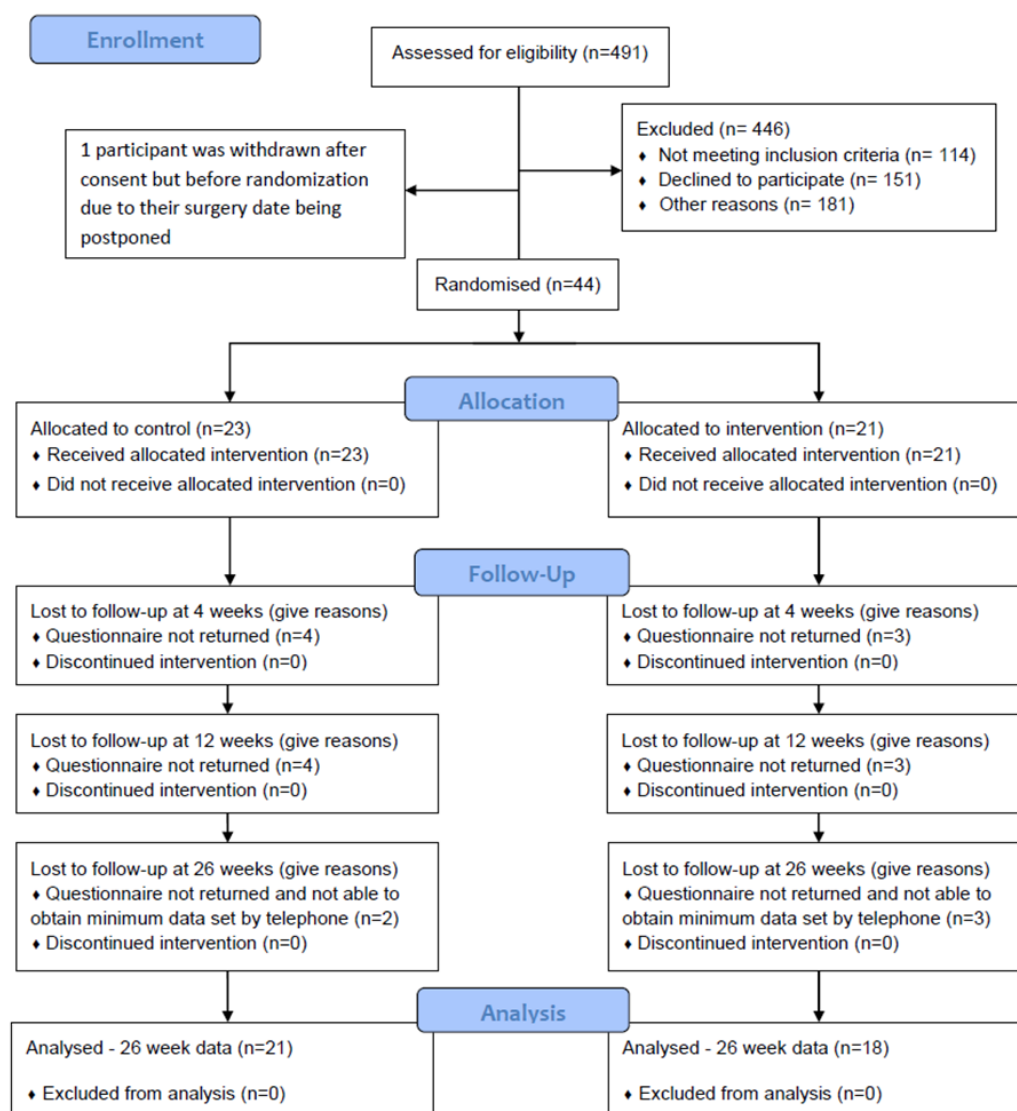 Enrollment
Assessed for eligibility (n=491)
1 participant was withdrawn after
consent but before randomization
due to their surgery date being
postponed
Excluded (n= 446)
♦ Not meeting inclusion criteria (n= 114)
♦ Declined to participate (n= 151)
♦ Other reasons (n= 181)
Randomised (n=44)
Allocation
Allocated to control (n=23)
♦ Received allocated intervention (n=23)
♦ Did not receive allocated intervention (n=0)
Allocated to intervention (n=21)
♦ Received allocated intervention (n=21)
♦ Did not receive allocated intervention (n=0)
Follow-Up
Lost to follow-up at 4 weeks (give reasons)
♦ Questionnaire not returned (n=4)
♦ Discontinued intervention (n=0)
Lost to follow-up at 4 weeks (give reasons)
♦ Questionnaire not returned (n=3)
♦ Discontinued intervention (n=0)
Lost to follow-up at 12 weeks (give reasons)
♦ Questionnaire not returned (n=4)
♦ Discontinued intervention (n=0)
Lost to follow-up at 12 weeks (give reasons)
♦ Questionnaire not returned (n=3)
♦ Discontinued intervention (n=0)
Lost to follow-up at 26 weeks (give reasons)
♦ Questionnaire not returned and not able to
obtain minimum data set by telephone (n=2)
♦ Discontinued intervention (n=0)
Lost to follow-up at 26 weeks (give reasons)
♦ Questionnaire not returned and not able to
obtain minimum data set by telephone (n=3)
♦ Discontinued intervention (n=0)
Analysis
Analysed - 26 week data (n=21)
♦ Excluded from analysis (n=0)
Analysed - 26 week data (n=18)
♦ Excluded from analysis (n=0)